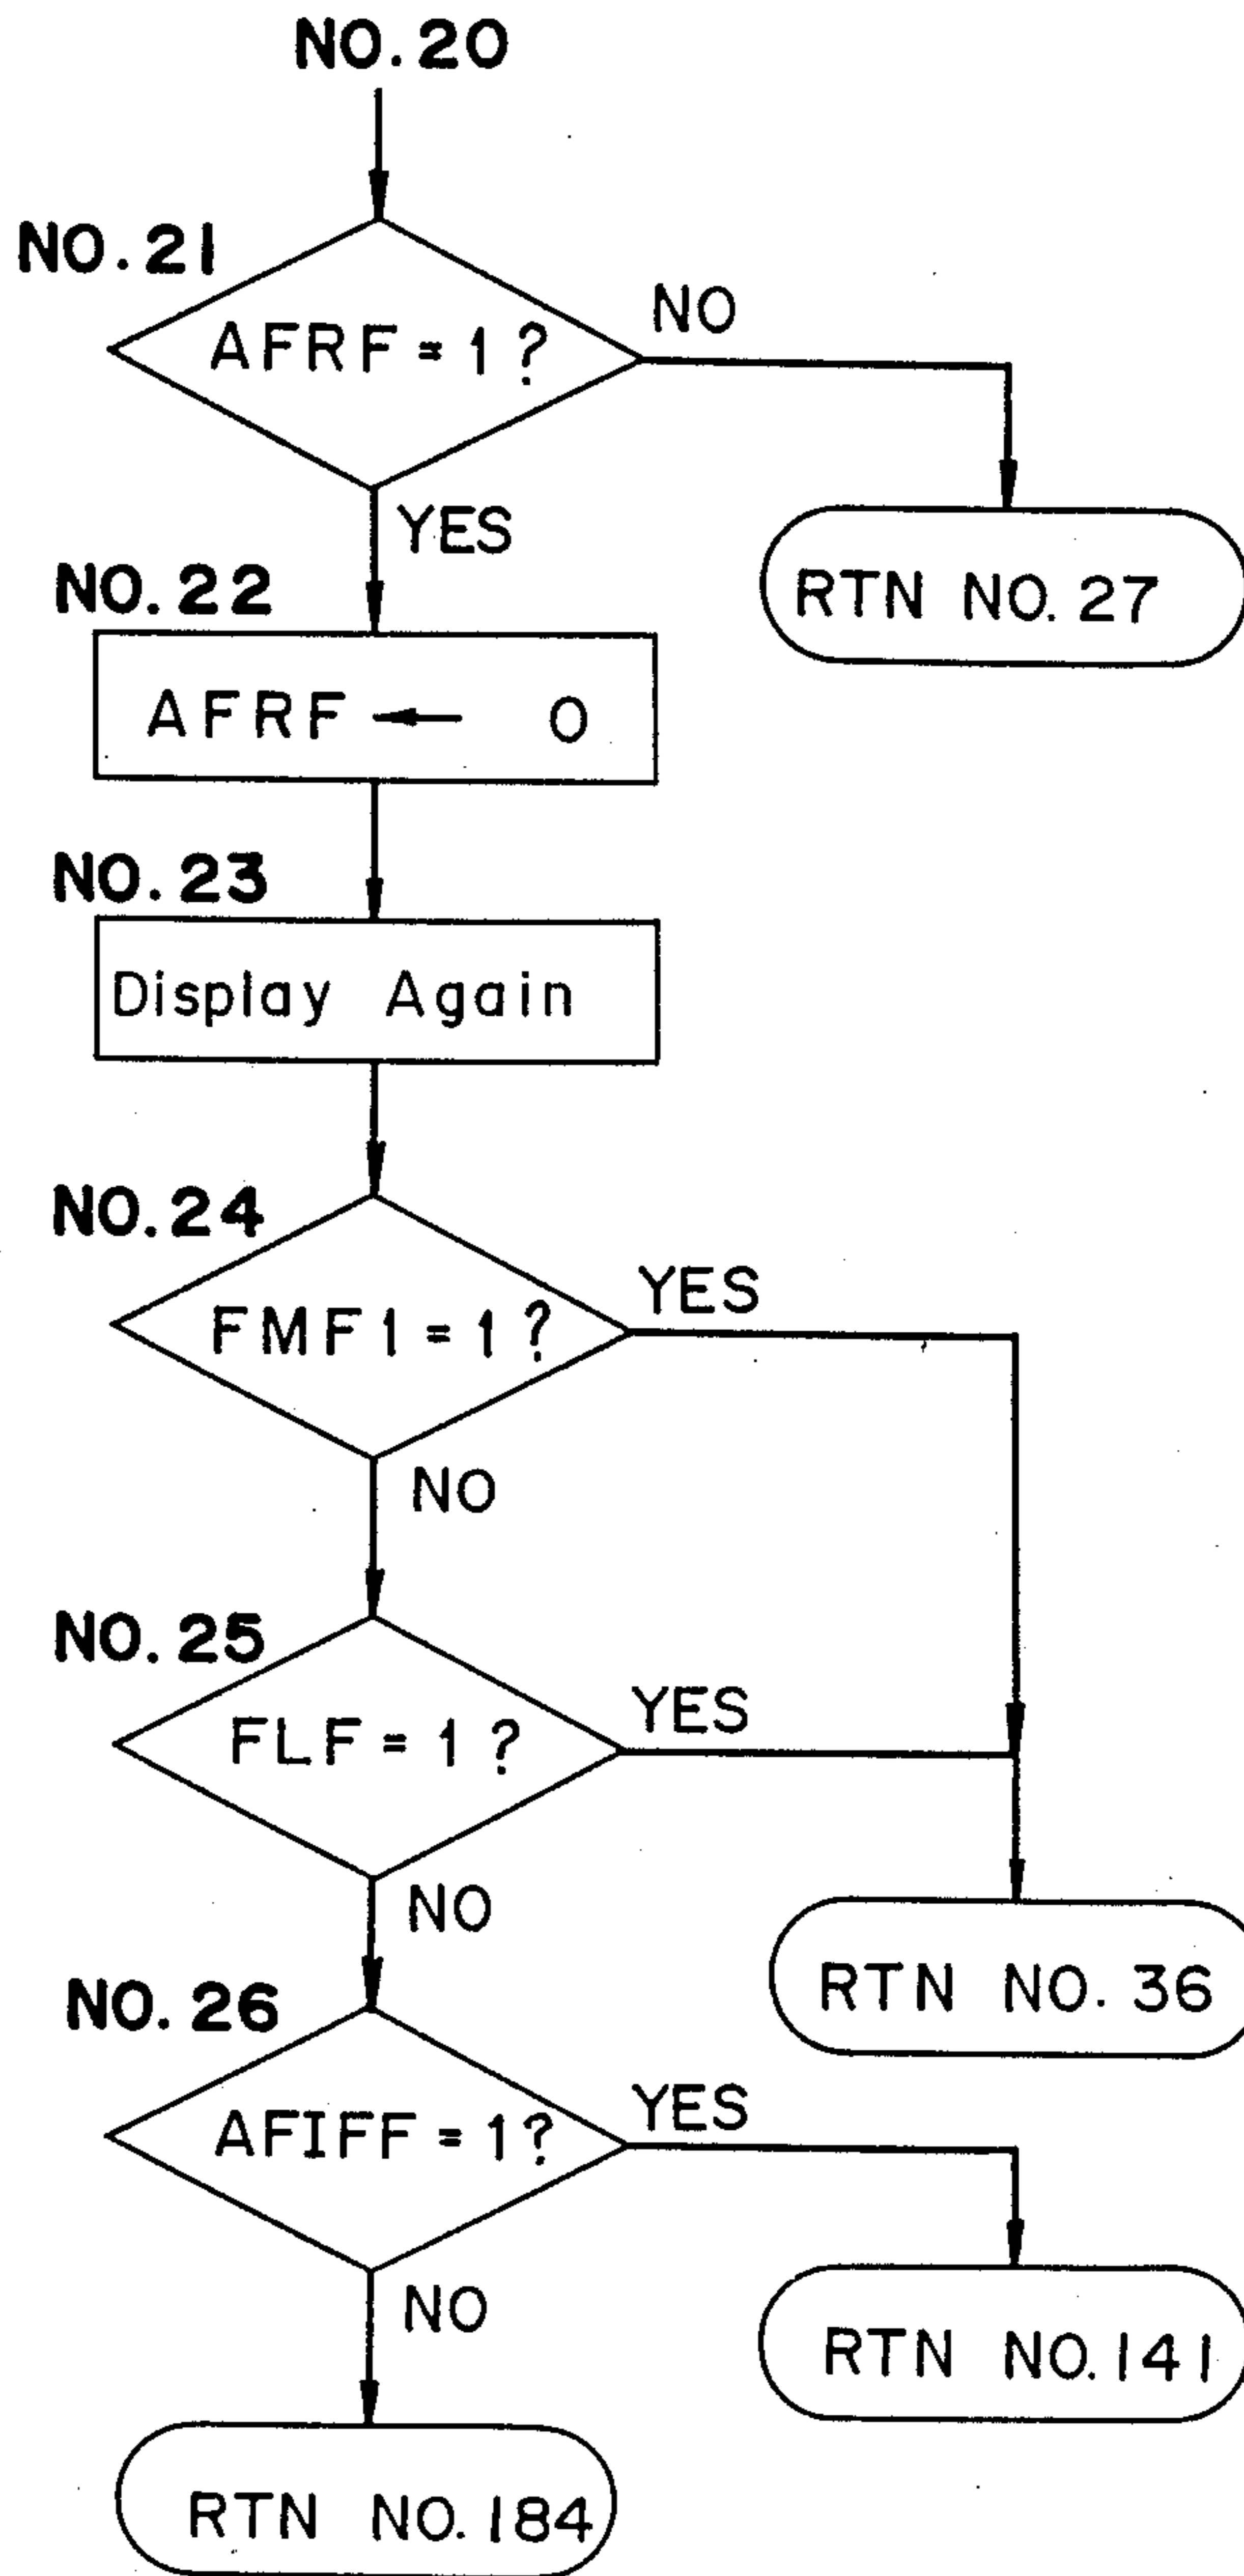 NO.20
NO.21
AFRF = 1 ?
NO
YES
RTN NO. 27
NO.22
AFRF ← 0
NO.23
Display Again
NO.24
FMF1 = 1 ?
YES
NO
NO.25
FLF = 1 ?
YES
NO
RTN NO. 36
NO.26
AFIFF = 1 ?
YES
NO
RTN NO. 141
RTN NO. 184